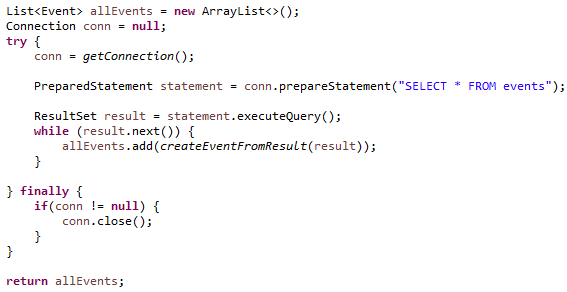 List<Event> allEvents = new ArrayList<>();
Connection conn = null;
try {
    conn = getConnection();

    PreparedStatement statement = conn.prepareStatement("SELECT * FROM events");

    ResultSet result = statement.executeQuery();
    while (result.next()) {
        allEvents.add(createEventFromResult(result));
    }

} finally {
    if(conn != null) {
        conn.close();
    }
}

return allEvents;